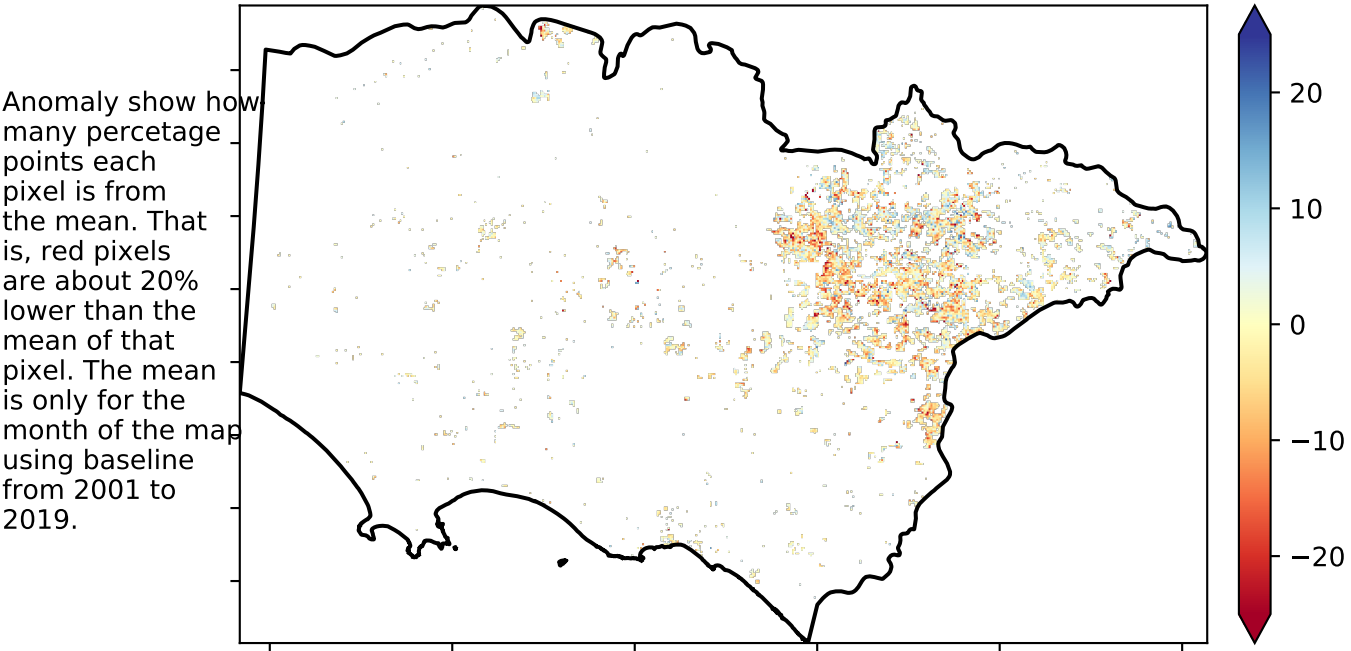 Anomaly show how
many percetage
points each
pixel is from
the mean. That
is, red pixels
are about 20%
lower than the
mean of that
pixel. The mean
is only for the
month of the map
using baseline
from 2001 to
2019.
20
10
0
−10
−20